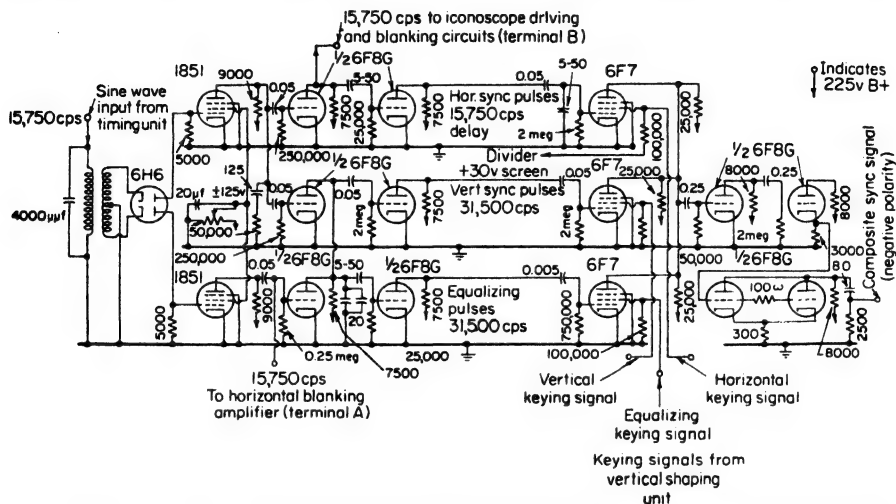 15,750 cps to iconoscope driving
and blanking circuits (terminal B)
1/2 6F8G
1851
9000
0.05
5-50
7500
25,000
250,000
5000
Hor. sync pulses
15,750 cps
delay
7500
0.05
5-50
2 meg
6F7
25,000
100,000
Indicates
225v B+
Sine wave
input from
timing unit
15,750 cps
4000μμf
6H6
20μf
±125v
50,000
125
0.05
250,000
1/2 6F8G
0.05
2 meg
Divider
+30v screen
Vert sync pulses
31,500 cps
7500
0.05
2 meg
6F7
25,000
0.25
50,000
1/2 6F8G
8000
0.25
2 meg
8000
3000
1/2 6F8G
80
Composite sync signal
(negative polarity)
1851
5000
0.05
9000
1/2 6F8G
5-50
20
0.25 meg
7500
1/2 6F8G
25,000
Equalizing
pulses
31,500 cps
7500
0.005
750,000
6F7
100,000
25,000
100ω
300
8000
2500
15,750 cps
To horizontal blanking
amplifier (terminal A)
Vertical
keying signal
Horizontal
keying signal
Equalizing
keying signal
Keying signals from
vertical shaping
unit